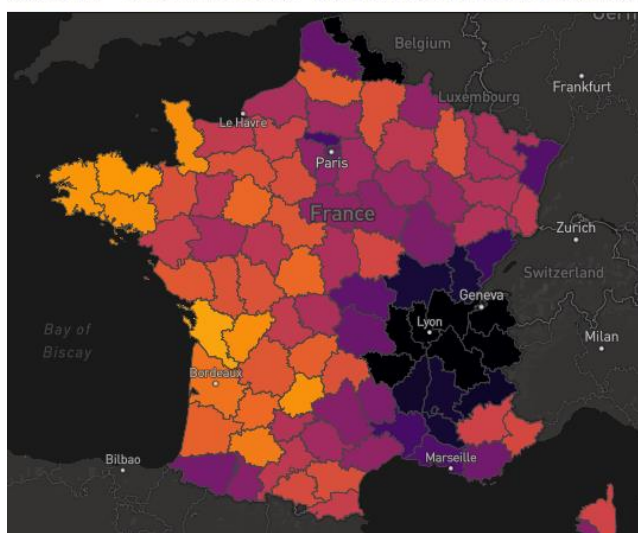 Belgium
Frankfurt
Luxembourg
Le Havre
Paris
France
Zurich
Switzerland
Geneva
Lyon
Milan
Bay of
Biscay
Bordeaux
Bilbao
Marseille